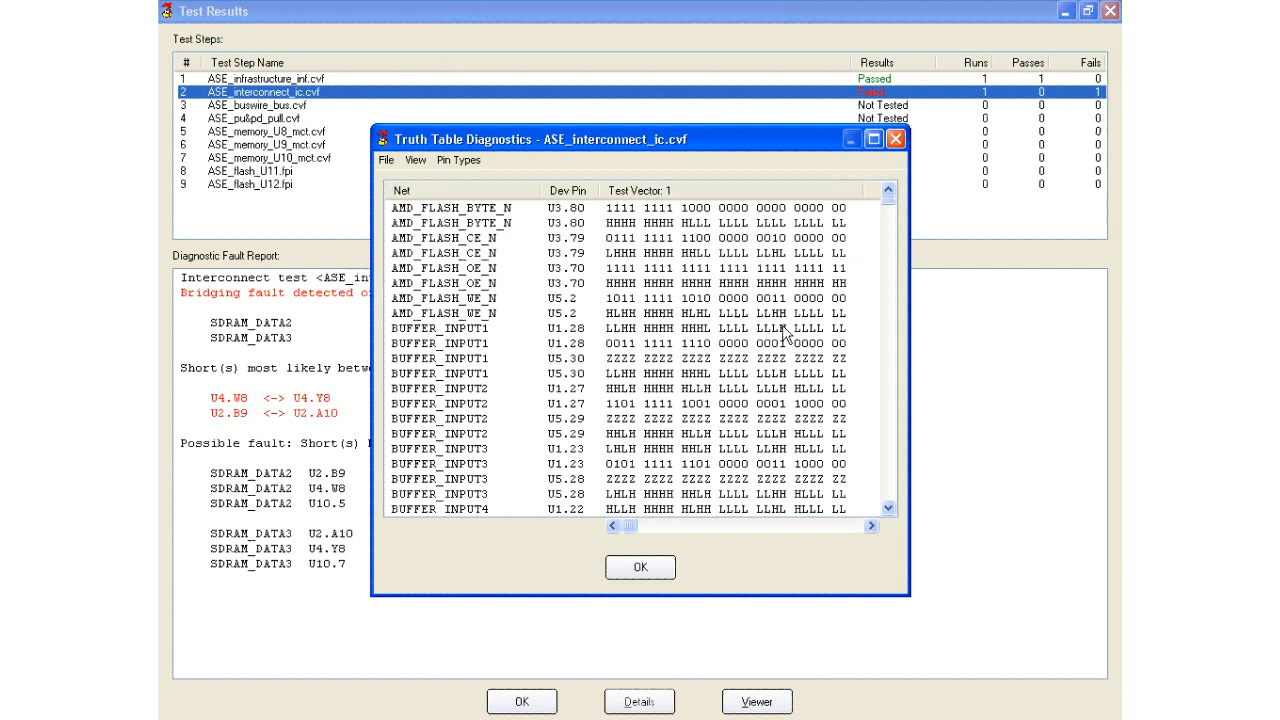 Test Results
Test Steps:
# Test Step Name Results Runs Passes Fails
1 ASE_infrastructure_inf.cvf Passed 1 1 0
2 ASE_interconnect_ic.cvf Failed 1 0 1
3 ASE_buswire_bus.cvf Not Tested 0 0 0
4 ASE_pu&pd_pull.cvf Not Tested 0 0 0
5 ASE_memory_U8_mct.cvf 0 0 0
6 ASE_memory_U9_mct.cvf 0 0 0
7 ASE_memory_U10_mct.cvf 0 0 0
8 ASE_flash_U11.fpi 0 0 0
9 ASE_flash_U12.fpi 0 0 0
Diagnostic Fault Report:
Interconnect test <ASE_in
Bridging fault detected o
SDRAM_DATA2
SDRAM_DATA3
Short(s) most likely betwe
U4.W8 <-> U4.Y8
U2.B9 <-> U2.A10
Possible fault: Short(s)
SDRAM_DATA2 U2.B9
SDRAM_DATA2 U4.W8
SDRAM_DATA2 U10.5
SDRAM_DATA3 U2.A10
SDRAM_DATA3 U4.Y8
SDRAM_DATA3 U10.7
Truth Table Diagnostics - ASE_interconnect_ic.cvf
File View Pin Types
Net Dev Pin Test Vector: 1
AMD_FLASH_BYTE_N U3.80 1111 1111 1000 0000 0000 0000 00
AMD_FLASH_BYTE_N U3.80 HHHH HHHH HLLL LLLL LLLL LLLL LL
AMD_FLASH_CE_N U3.79 0111 1111 1100 0000 0010 0000 00
AMD_FLASH_CE_N U3.79 LHHH HHHH HHLL LLLL LLHL LLLL LL
AMD_FLASH_OE_N U3.70 1111 1111 1111 1111 1111 1111 11
AMD_FLASH_OE_N U3.70 HHHH HHHH HHHH HHHH HHHH HHHH HH
AMD_FLASH_WE_N U5.2 1011 1111 1010 0000 0011 0000 00
AMD_FLASH_WE_N U5.2 HLHH HHHH HLHL LLLL LLHH LLLL LL
BUFFER_INPUT1 U1.28 LLHH HHHH HHHL LLLL LLLH LLLL LL
BUFFER_INPUT1 U1.28 0011 1111 1110 0000 0001 0000 00
BUFFER_INPUT1 U5.30 ZZZZ ZZZZ ZZZZ ZZZZ ZZZZ ZZZZ ZZ
BUFFER_INPUT1 U5.30 LLHH HHHH HHHL LLLL LLLH LLLL LL
BUFFER_INPUT2 U1.27 HHLH HHHH HLLH LLLL LLLH HLLL LL
BUFFER_INPUT2 U1.27 1101 1111 1001 0000 0001 1000 00
BUFFER_INPUT2 U5.29 ZZZZ ZZZZ ZZZZ ZZZZ ZZZZ ZZZZ ZZ
BUFFER_INPUT2 U5.29 HHLH HHHH HLLH LLLL LLLH HLLL LL
BUFFER_INPUT3 U1.23 LHLH HHHH HHLH LLLL LLHH HLLL LL
BUFFER_INPUT3 U1.23 0101 1111 1101 0000 0011 1000 00
BUFFER_INPUT3 U5.28 ZZZZ ZZZZ ZZZZ ZZZZ ZZZZ ZZZZ ZZ
BUFFER_INPUT3 U5.28 LHLH HHHH HHLH LLLL LLHH HLLL LL
BUFFER_INPUT4 U1.22 HLLH HHHH HLHH LLLL LLHL HLLL LL
OK
OK Details Viewer